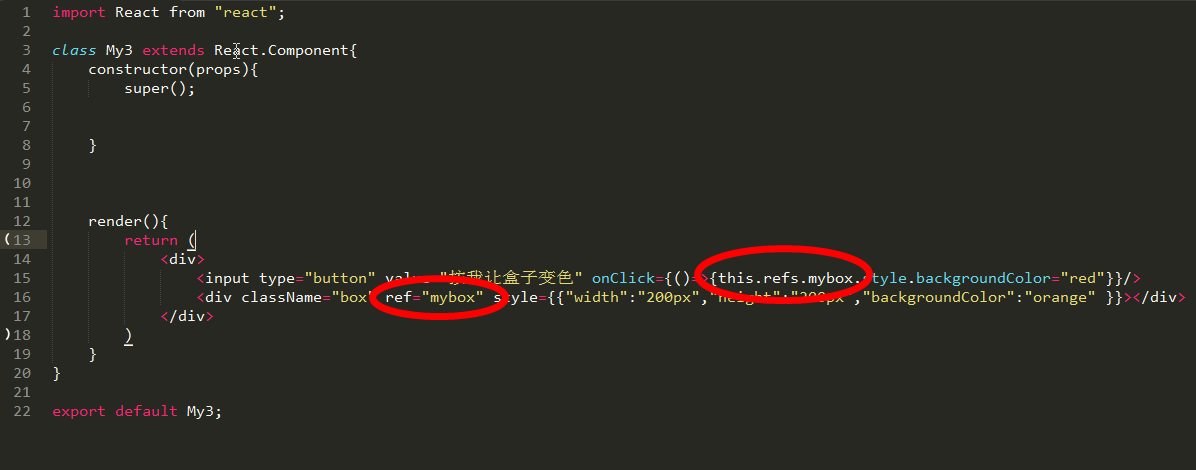 1 import React from "react";
2
3 class My3 extends React.Component{
4 constructor(props){
5 super();
6
7
8 }
9
10
11
12 render(){
(13 return (
14 <div>
15 <input type="button" value="按我让盒子变色" onClick={()=>{this.refs.mybox.style.backgroundColor="red"}}/>
16 <div className="box" ref="mybox" style={{"width":"200px","height":"200px","backgroundColor":"orange" }}></div>
17 </div>
)18 )
19 }
20 }
21
22 export default My3;